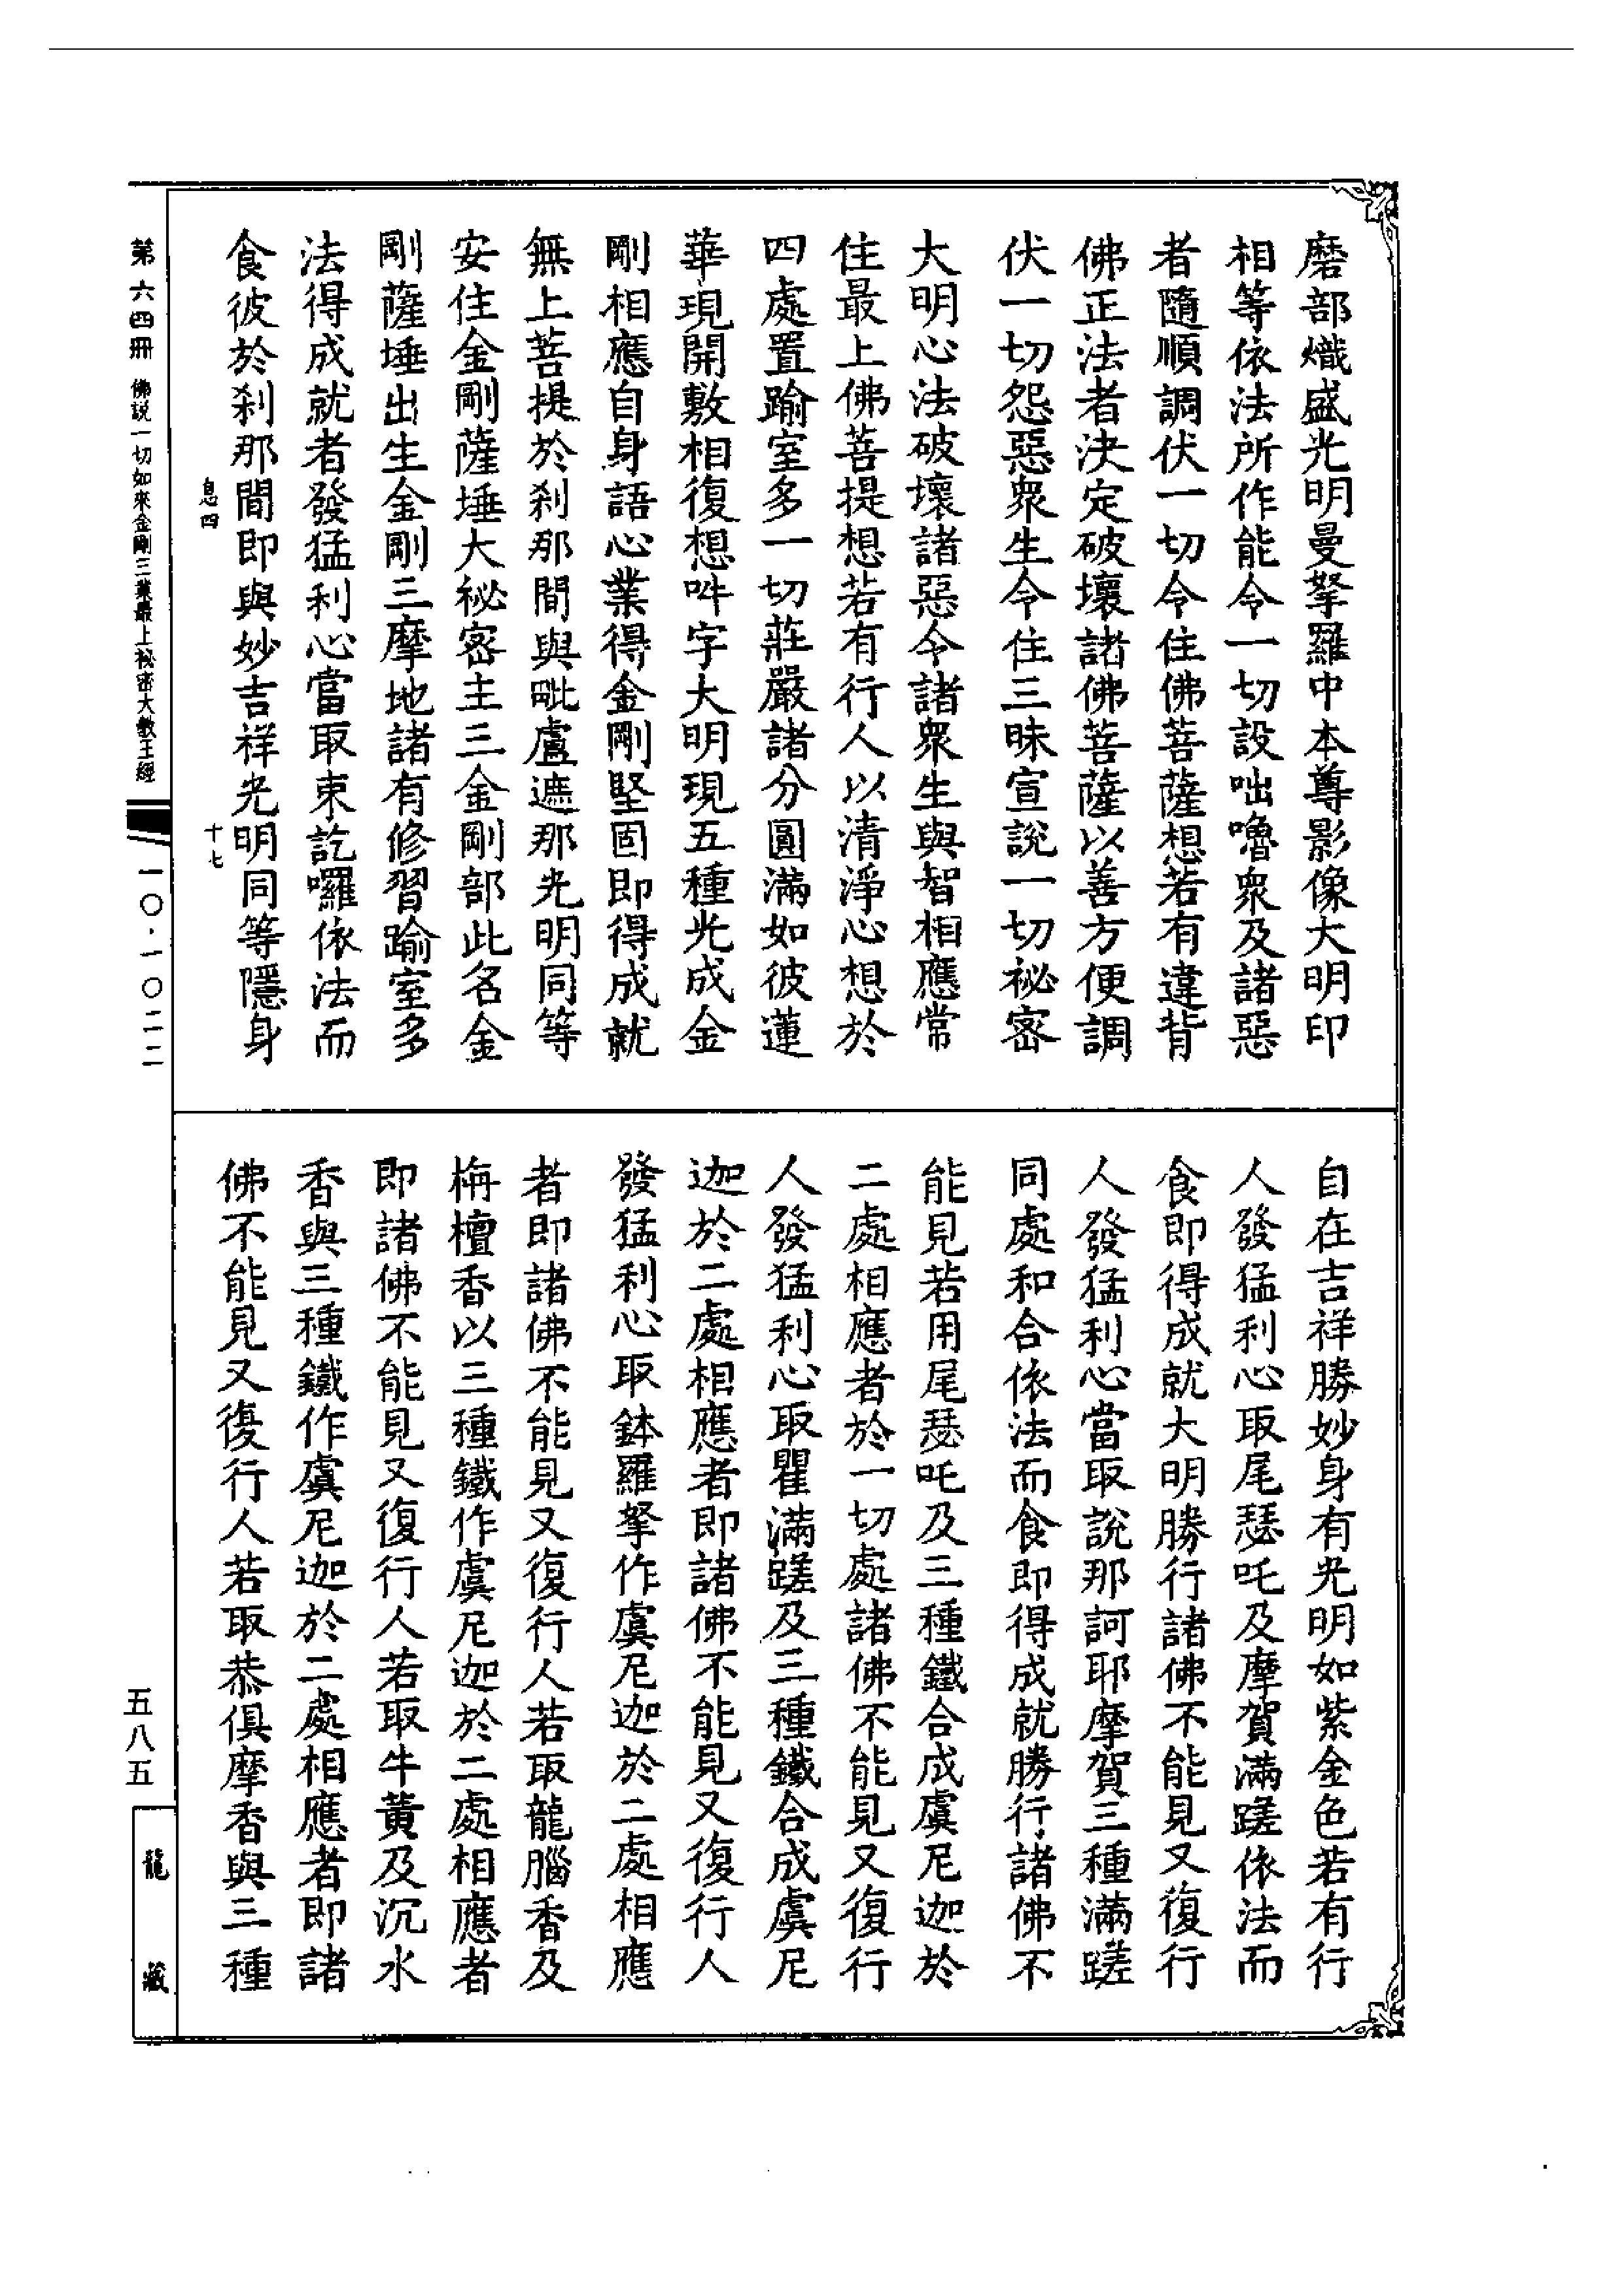 磨部熾盛光明曼拏羅中本尊影像大明印
相等依法所作能令一切設咄嚕衆及諸惡
者隨順調伏一切令住佛菩薩想若有違背
佛正法者決定破壞諸佛菩薩以善方便調
伏一切怨惡衆生令住三昧宣說一切祕密
大明心法破壞諸惡令諸衆生與智相應常
住最上佛菩提想若有行人以清淨心想於
四處置踰室多一切莊嚴諸分圓滿如彼蓮
華現開敷相復想吽字大明現五種光成金
剛相應自身語心業得金剛堅固即得成就
無上菩提於刹那間與毗盧遮那光明同等
安住金剛薩埵大祕密主三金剛部此名金
剛薩埵出生金剛三摩地諸有修習踰室多
法得成就者發猛利心當取束訖囉依法而
食彼於刹那間即與妙吉祥光明同等隱身
息四
十七
自在吉祥勝妙身有光明如紫金色若有行
人發猛利心取尾瑟吒及摩賀滿蹉依法而
食即得成就大明勝行諸佛不能見又復行
人發猛利心當取說那訶耶摩賀三種滿蹉
同處和合依法而食即得成就勝行諸佛不
能見若用尾瑟吒及三種鐵合成虞尼迦於
二處相應者於一切處諸佛不能見又復行
人發猛利心取瞿滿蹉及三種鐵合成虞尼
迦於二處相應者即諸佛不能見又復行人
發猛利心取鉢羅拏作虞尼迦於二處相應
者即諸佛不能見又復行人若取龍腦香及
栴檀香以三種鐵作虞尼迦於二處相應者
即諸佛不能見又復行人若取牛黃及沉水
香與三種鐵作虞尼迦於二處相應者即諸
佛不能見又復行人若取恭俱摩香與三種
第六四冊 佛說一切如來金剛三業最上祕密大教王經
一〇·一〇二二
五八五
龍藏